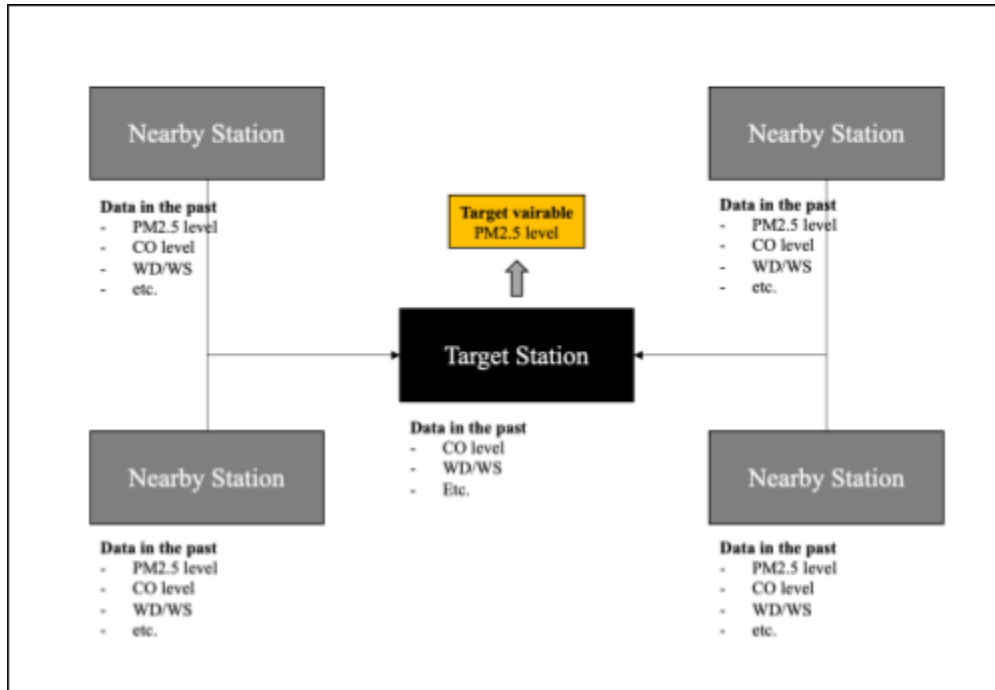 Nearby Station
Data in the past
- PM2.5 level
- CO level
- WD/WS
- etc.
Nearby Station
Data in the past
- PM2.5 level
- CO level
- WD/WS
- etc.
Target vairable
PM2.5 level
Target Station
Data in the past
- CO level
- WD/WS
- Etc.
Nearby Station
Data in the past
- PM2.5 level
- CO level
- WD/WS
- etc.
Nearby Station
Data in the past
- PM2.5 level
- CO level
- WD/WS
- etc.